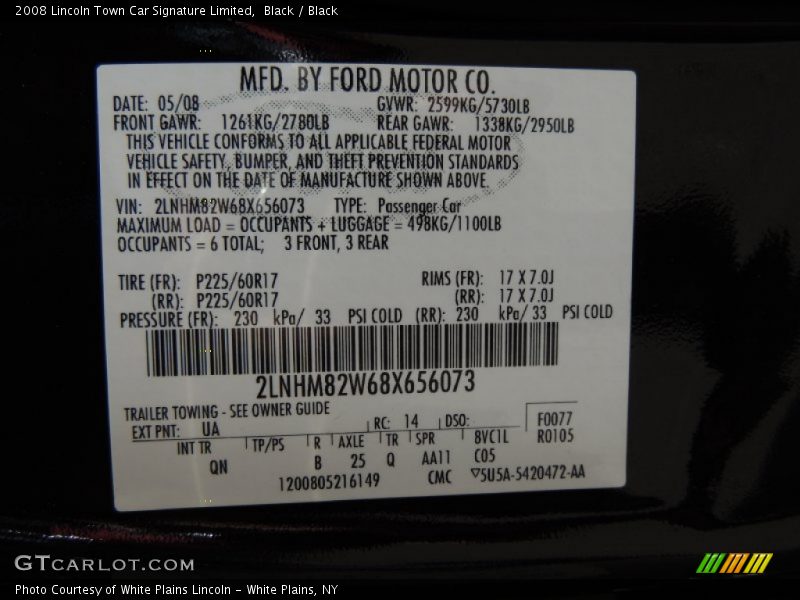 2008 Lincoln Town Car Signature Limited, Black / Black
MFD. BY FORD MOTOR CO.
DATE: 05/08 GVWR: 2599KG/5730LB
FRONT GAWR: 1261KG/2780LB REAR GAWR: 1338KG/2950LB
THIS VEHICLE CONFORMS TO ALL APPLICABLE FEDERAL MOTOR
VEHICLE SAFETY, BUMPER, AND THEFT PREVENTION STANDARDS
IN EFFECT ON THE DATE OF MANUFACTURE SHOWN ABOVE.
VIN: 2LNHM82W68X656073 TYPE: Passenger Car
MAXIMUM LOAD = OCCUPANTS + LUGGAGE = 498KG/1100LB
OCCUPANTS = 6 TOTAL; 3 FRONT, 3 REAR
TIRE (FR): P225/60R17 RIMS (FR): 17 X 7.0J
(RR): P225/60R17 (RR): 17 X 7.0J
PRESSURE (FR): 230 kPa/ 33 PSI COLD (RR): 230 kPa/ 33 PSI COLD
2LNHM82W68X656073
TRAILER TOWING - SEE OWNER GUIDE
EXT PNT: UA RC: 14 DSO: F0077
R0105
INT TR TP/PS R AXLE TR SPR 8VC1L
QN B 25 Q AA11 C05
1200805216149 CMC ▽5U5A-5420472-AA
GTCARLOT.COM
Photo Courtesy of White Plains Lincoln - White Plains, NY